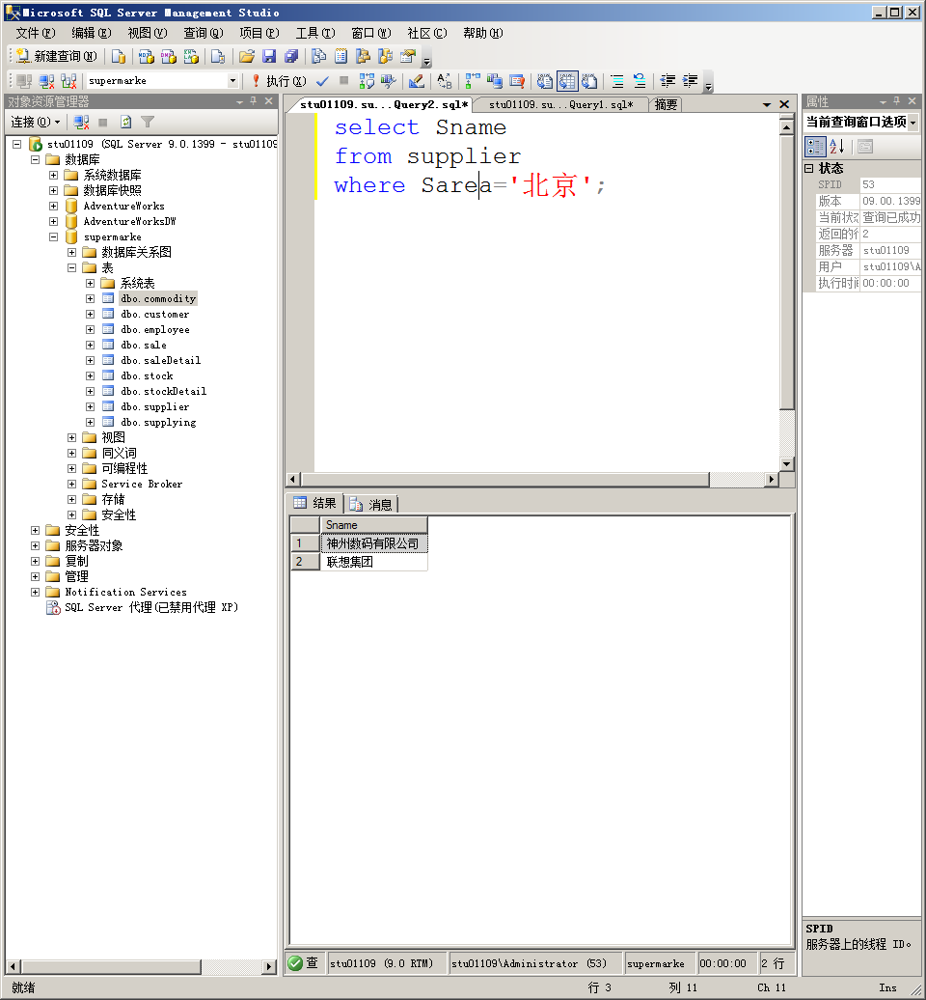 Microsoft SQL Server Management Studio
文件(F) 编辑(E) 视图(V) 查询(Q) 项目(P) 工具(T) 窗口(W) 社区(C) 帮助(H)
新建查询(N)
supermarke
执行(X)
对象资源管理器
连接(O)
stu01109 (SQL Server 9.0.1399 - stu01109
数据库
系统数据库
数据库快照
AdventureWorks
AdventureWorksDW
supermarke
数据库关系图
表
系统表
dbo.commodity
dbo.customer
dbo.employee
dbo.sale
dbo.saleDetail
dbo.stock
dbo.stockDetail
dbo.supplier
dbo.supplying
视图
同义词
可编程性
Service Broker
存储
安全性
安全性
服务器对象
复制
管理
Notification Services
SQL Server 代理(已禁用代理 XP)
stu01109.su...Query2.sql* stu01109.su...Query1.sql* 摘要
select Sname
from supplier
where Sarea='北京';
结果 消息
Sname
1 神州数码有限公司
2 联想集团
查 stu01109 (9.0 RTM) stu01109\Administrator (53) supermarke 00:00:00 2 行
属性
当前查询窗口选项
状态
SPID 53
版本 09.00.1399
当前状 查询已成功
返回的行 2
服务器 stu01109
用户 stu01109\A
执行时间 00:00:00
SPID
服务器上的线程 ID。
就绪 行 3 列 11 Ch 11 Ins